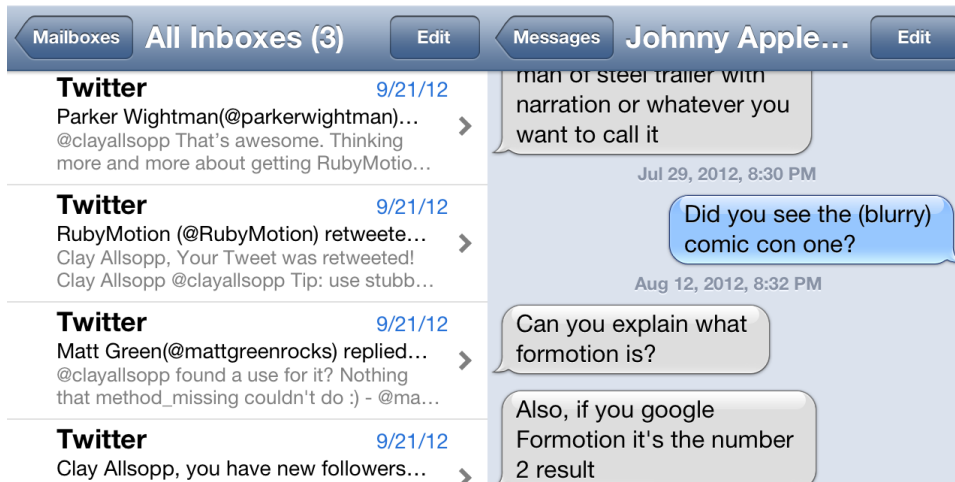 Mailboxes
All Inboxes (3)
Edit
Twitter
9/21/12
Parker Wightman(@parkerwightman)...
@clayallsopp That's awesome. Thinking
more and more about getting RubyMotio...
Twitter
9/21/12
RubyMotion (@RubyMotion) retweete...
Clay Allsopp, Your Tweet was retweeted!
Clay Allsopp @clayallsopp Tip: use stubb...
Twitter
9/21/12
Matt Green(@mattgreenrocks) replied...
@clayallsopp found a use for it? Nothing
that method_missing couldn't do :) - @ma...
Twitter
9/21/12
Clay Allsopp, you have new followers...
Messages
Johnny Apple...
Edit
man of steel trailer with
narration or whatever you
want to call it
Jul 29, 2012, 8:30 PM
Did you see the (blurry)
comic con one?
Aug 12, 2012, 8:32 PM
Can you explain what
formotion is?
Also, if you google
Formotion it's the number
2 result